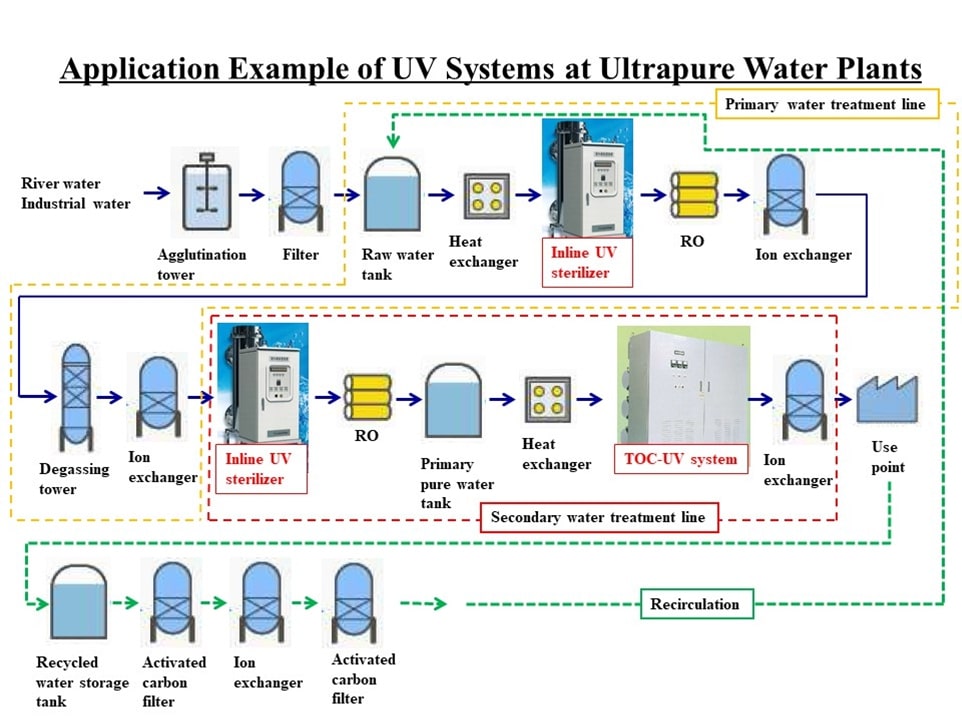 Application Example of UV Systems at Ultrapure Water Plants
Primary water treatment line
River water
Industrial water
Agglutination
tower
Filter
Raw water
tank
Heat
exchanger
Inline UV
sterilizer
RO
Ion exchanger
Degassing
tower
Ion
exchanger
Inline UV
sterilizer
RO
Primary
pure water
tank
Heat
exchanger
TOC-UV system
Ion
exchanger
Use
point
Secondary water treatment line
Recycled
water storage
tank
Activated
carbon
filter
Ion
exchanger
Activated
carbon
filter
Recirculation